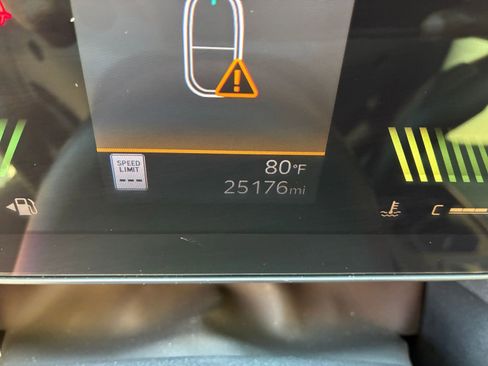 SPEED
LIMIT
---
80°F
25176mi
C